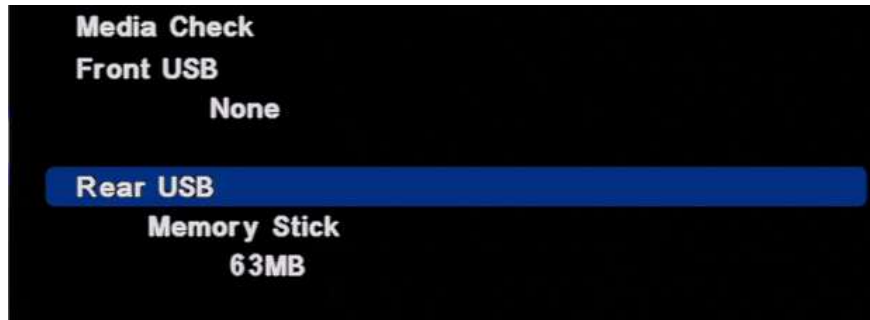 Media Check
Front USB
None
Rear USB
Memory Stick
63MB